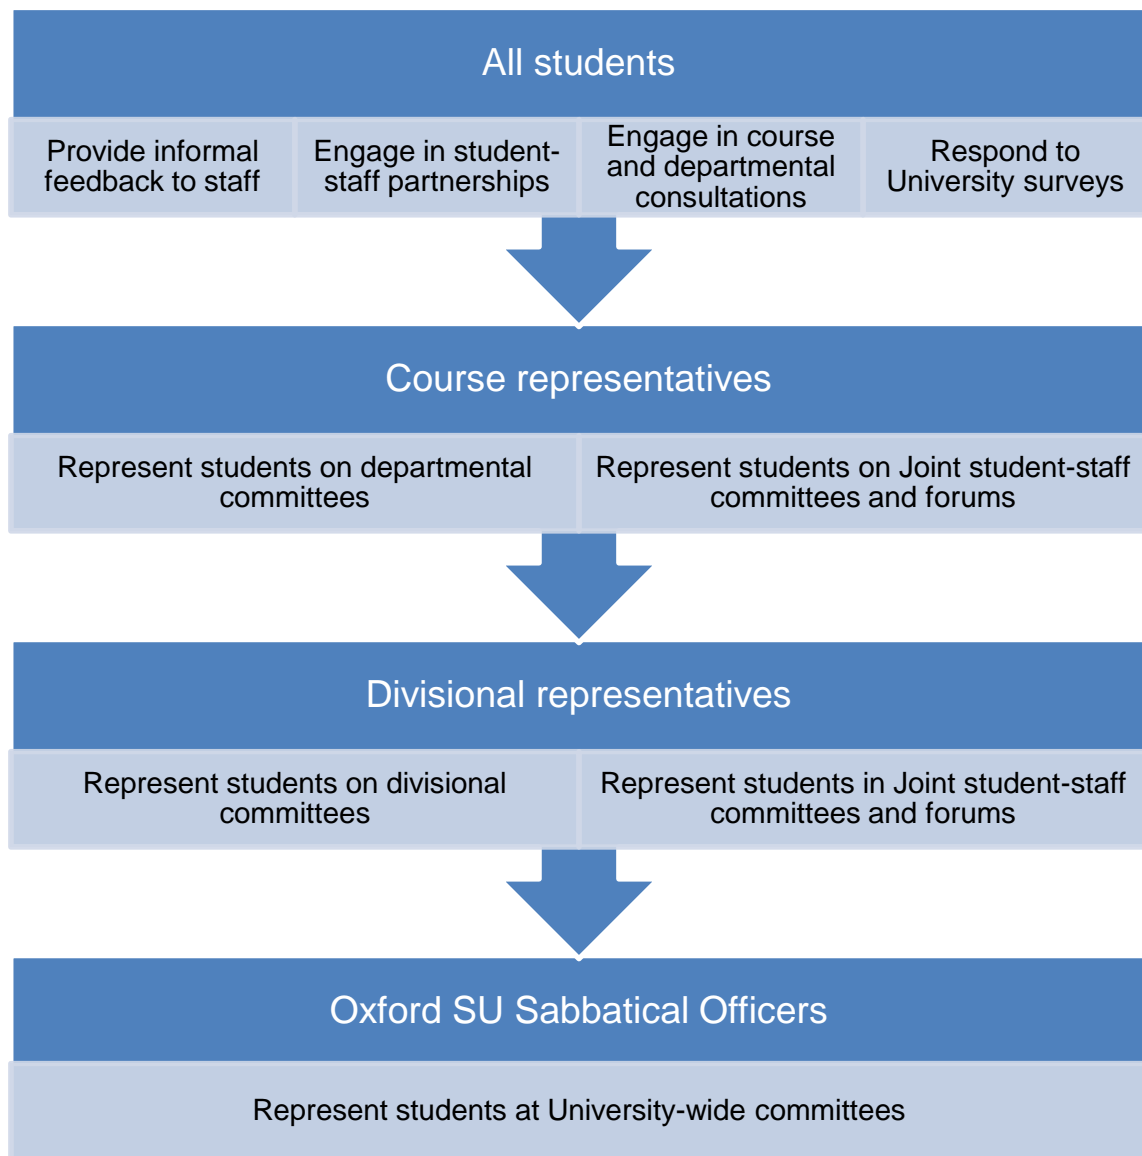 All students
Provide informal
feedback to staff
Engage in student-
staff partnerships
Engage in course
and departmental
consultations
Respond to
University surveys
Course representatives
Represent students on departmental
committees
Represent students on Joint student-staff
committees and forums
Divisional representatives
Represent students on divisional
committees
Represent students in Joint student-staff
committees and forums
Oxford SU Sabbatical Officers
Represent students at University-wide committees